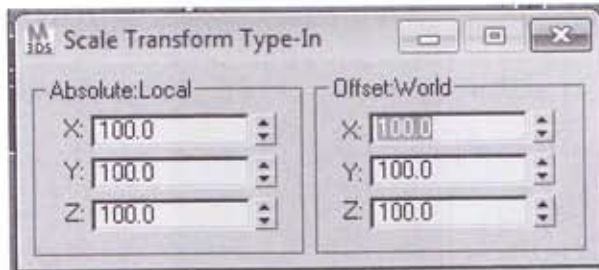 M
3DS Scale Transform Type-In
Absolute:Local
X: 100.0
Y: 100.0
Z: 100.0
Offset:World
X: 100.0
Y: 100.0
Z: 100.0